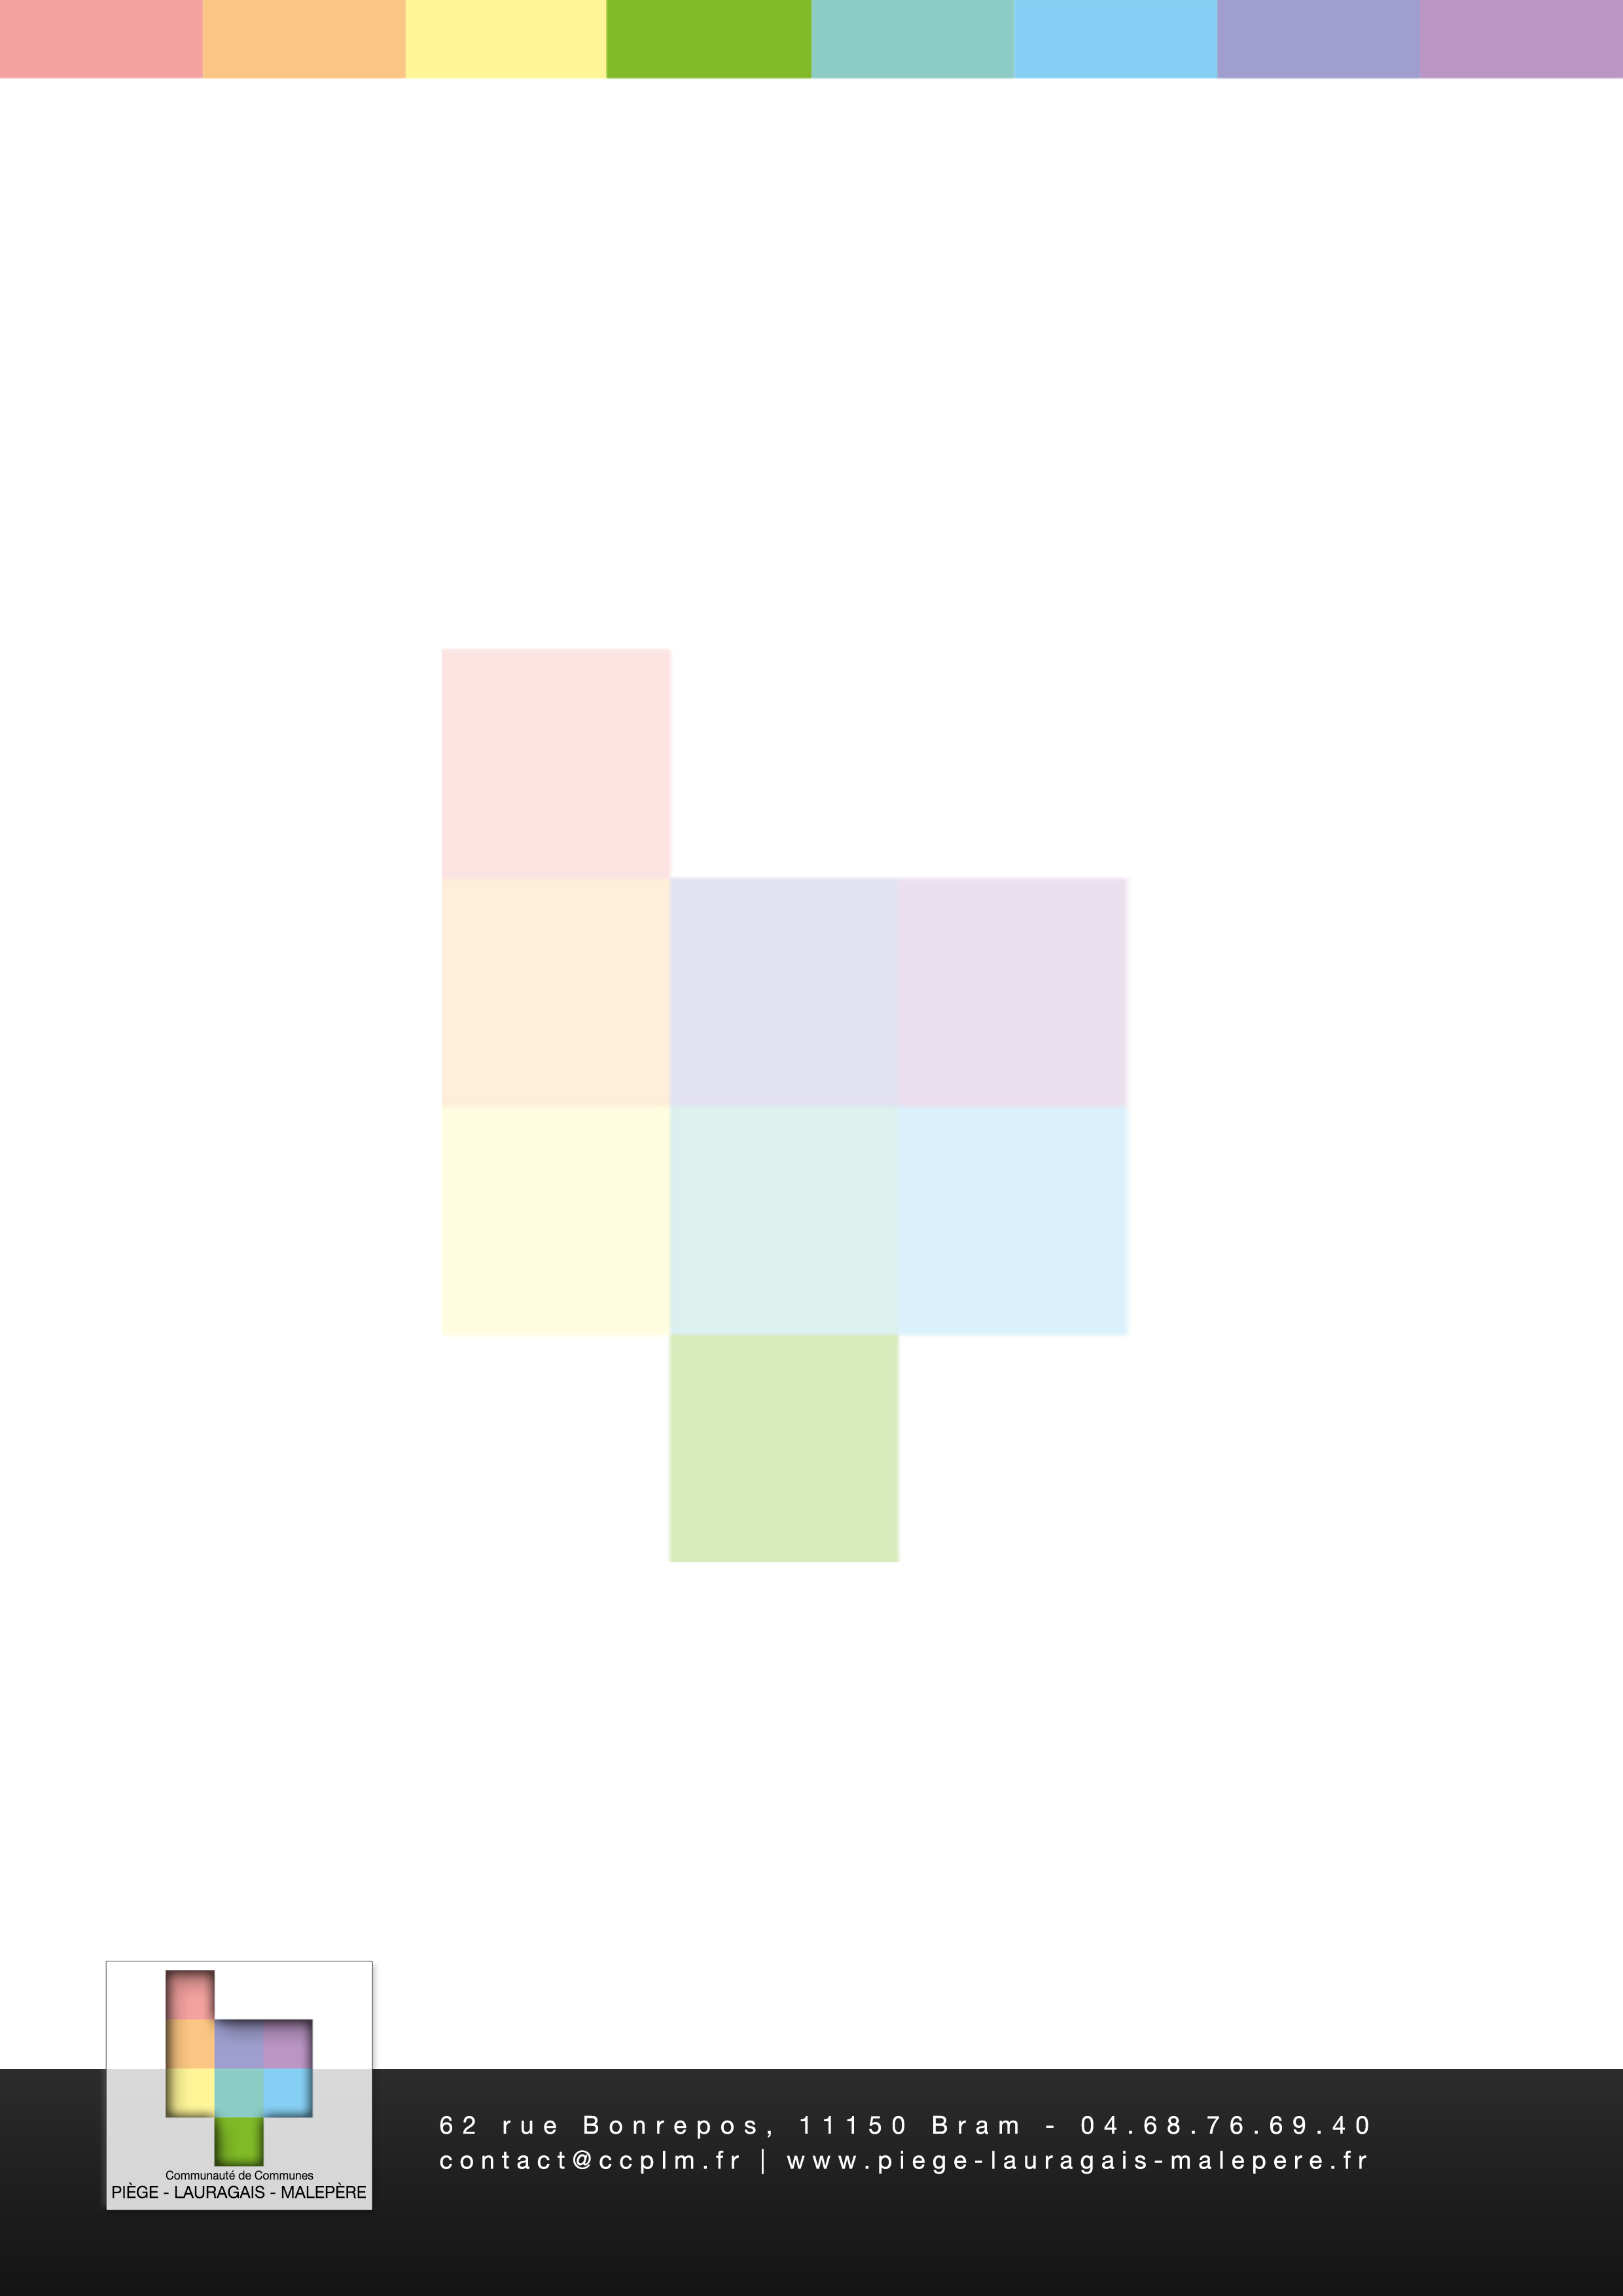 62 rue Bonrepos, 11150 Bram - 04.68.76.69.40
contact@ccplm.fr | www.piege-lauragais-malepere.fr
Communauté de Communes
PIÈGE - LAURAGAIS - MALEPÈRE